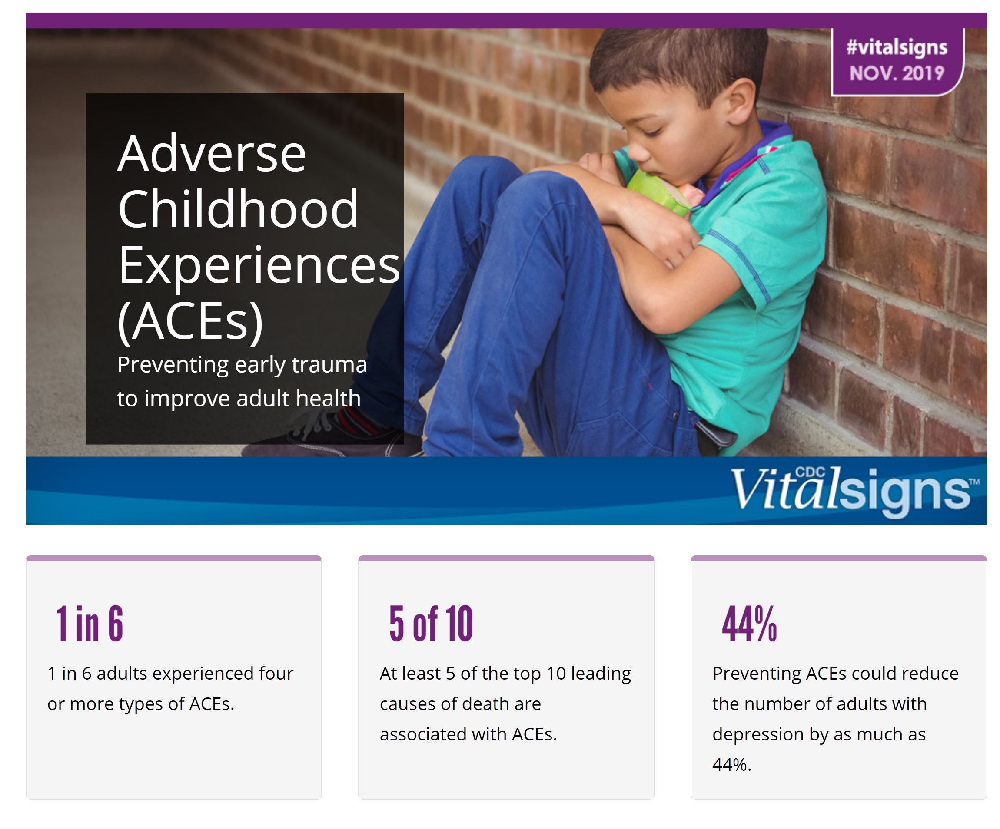 #vitalsigns
NOV. 2019
Adverse
Childhood
Experiences
(ACEs)
Preventing early trauma
to improve adult health
CDC
Vitalsigns™
1 in 6
1 in 6 adults experienced four
or more types of ACEs.
5 of 10
At least 5 of the top 10 leading
causes of death are
associated with ACEs.
44%
Preventing ACEs could reduce
the number of adults with
depression by as much as
44%.